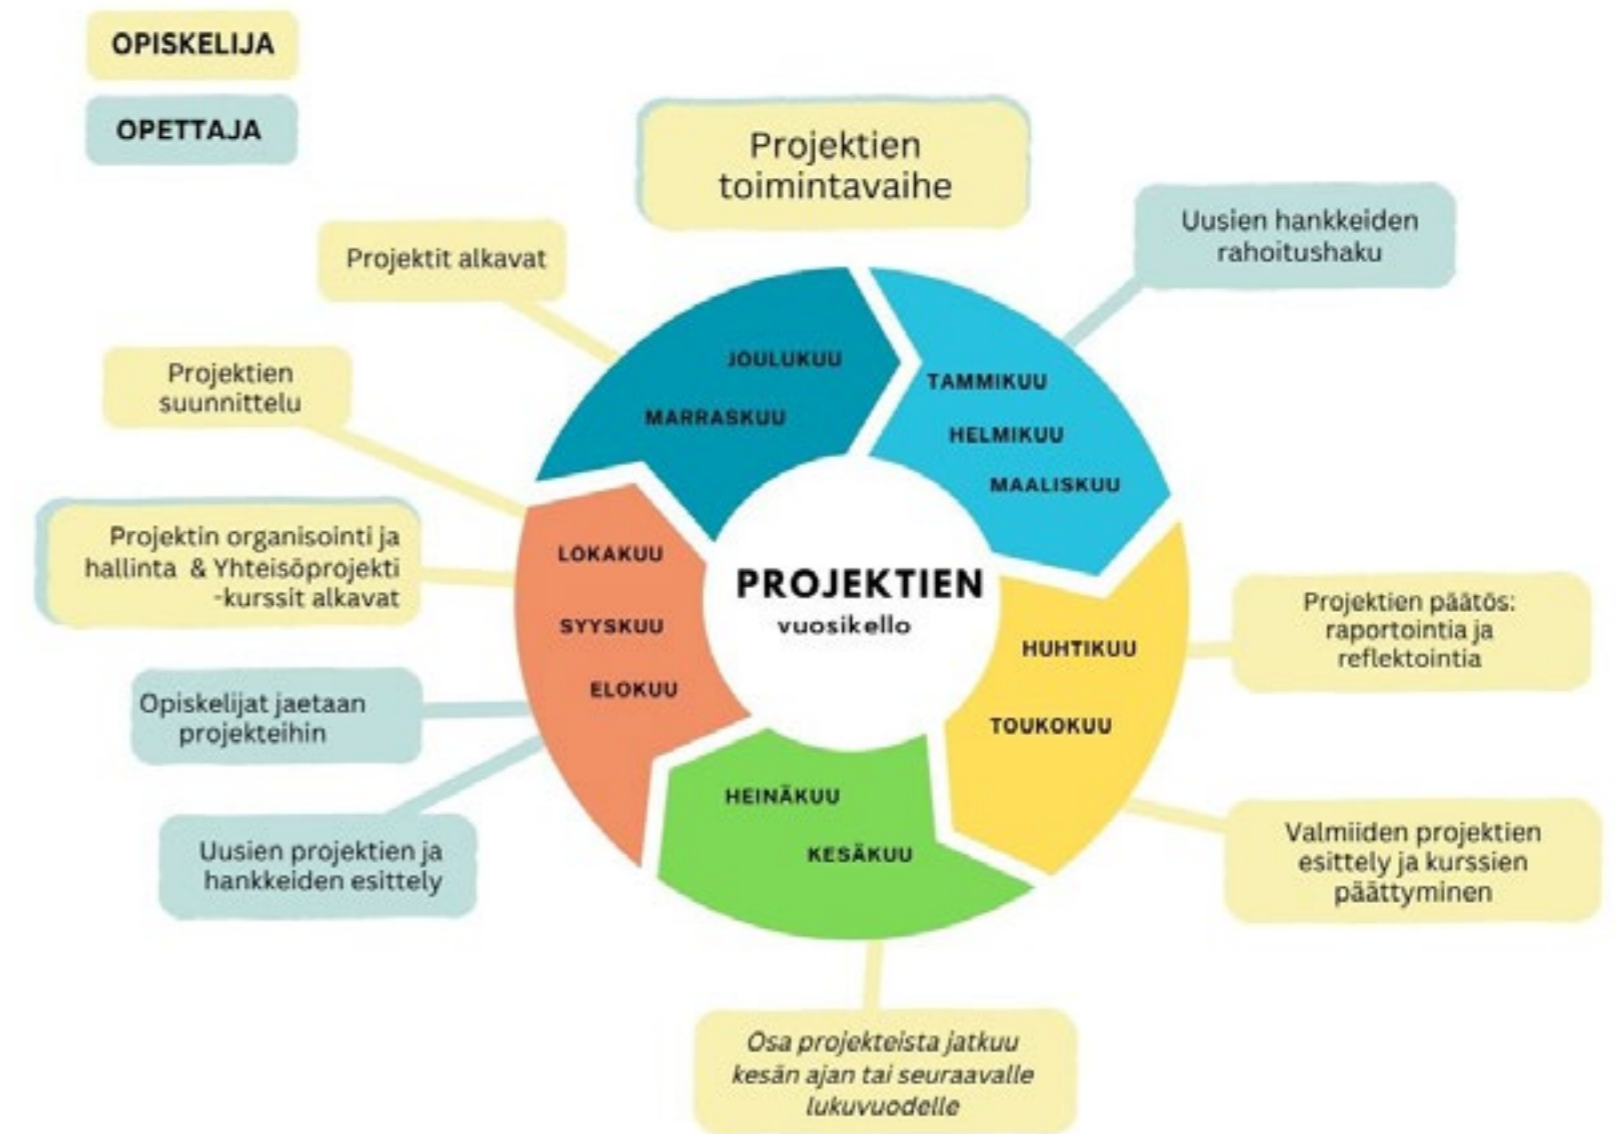 OPISKELIJA
OPETTAJA
Projektien
toimintavaihe
Uusien hankkeiden
rahoitushaku
Projektit alkavat
Projektien
suunnittelu
Projektin organisointi ja
hallinta & Yhteisöprojekti
-kurssit alkavat
Opiskelijat jaetaan
projekteihin
Uusien projektien ja
hankkeiden esittely
JOULUKUU
MARRASKUU
TAMMIKUU
HELMIKUU
MAALISKUU
LOKAKUU
SYYSKUU
ELOKUU
PROJEKTIEN
vuosikello
HUHTIKUU
TOUKOKUU
HEINÄKUU
KESÄKUU
Projektien päätös:
raportointia ja
reflektointia
Valmiiden projektien
esittely ja kurssien
päättyminen
Osa projekteista jatkuu
kesän ajan tai seuraavalle
lukuvuodelle